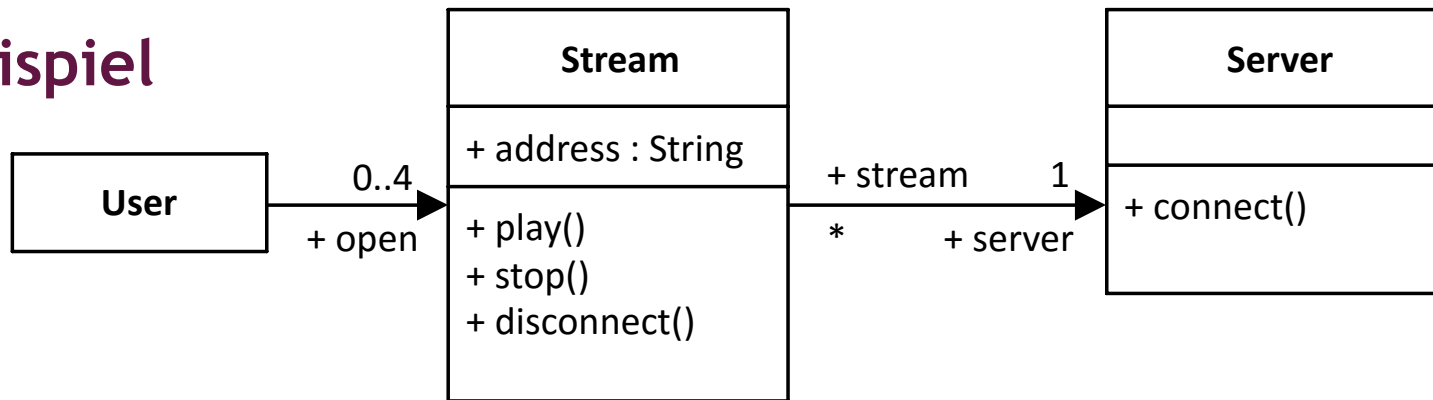 ispiel
User
0..4
+ open
Stream
+ address : String
+ play()
+ stop()
+ disconnect()
+ stream
*
1
+ server
Server
+ connect()